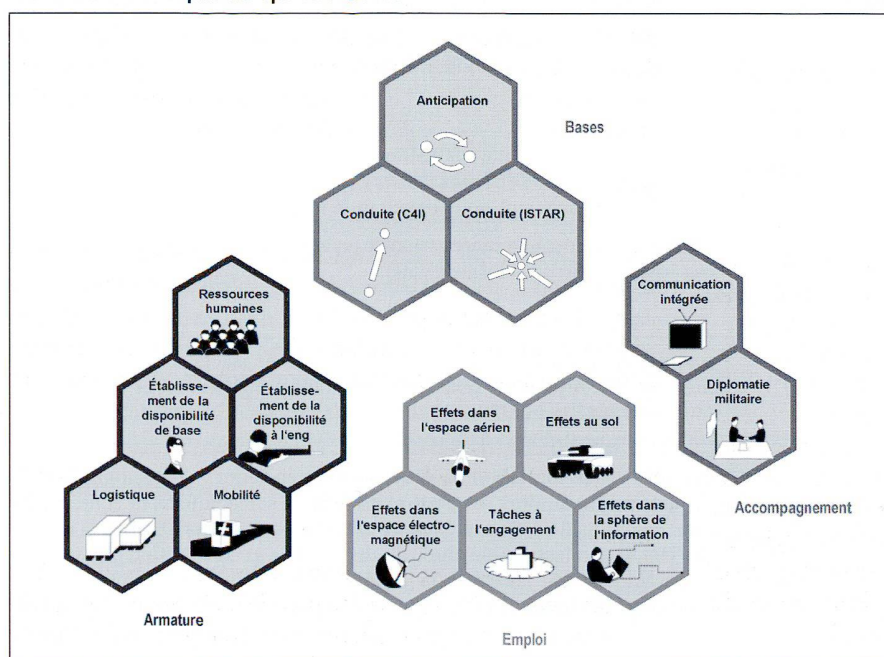 Anticipation
Bases
Conduite (C4I)
Conduite (ISTAR)
Ressources
humaines
Établisse-
ment de la
disponibilité
de base
Établisse-
ment de la
disponibilité
à l'eng
Logistique
Mobilité
Armature
Effets dans
l'espace aérien
Effets au sol
Effets dans
l'espace électro-
magnétique
Tâches à
l'engagement
Effets dans
la sphère de
l'information
Emploi
Communication
intégrée
Diplomatie
militaire
Accompagnement